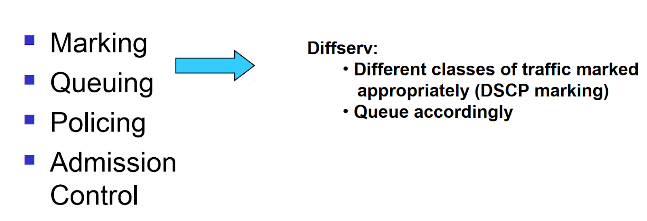 Marking
Queuing
Policing
Admission
Control
Diffserv:
• Different classes of traffic marked
appropriately (DSCP marking)
• Queue accordingly